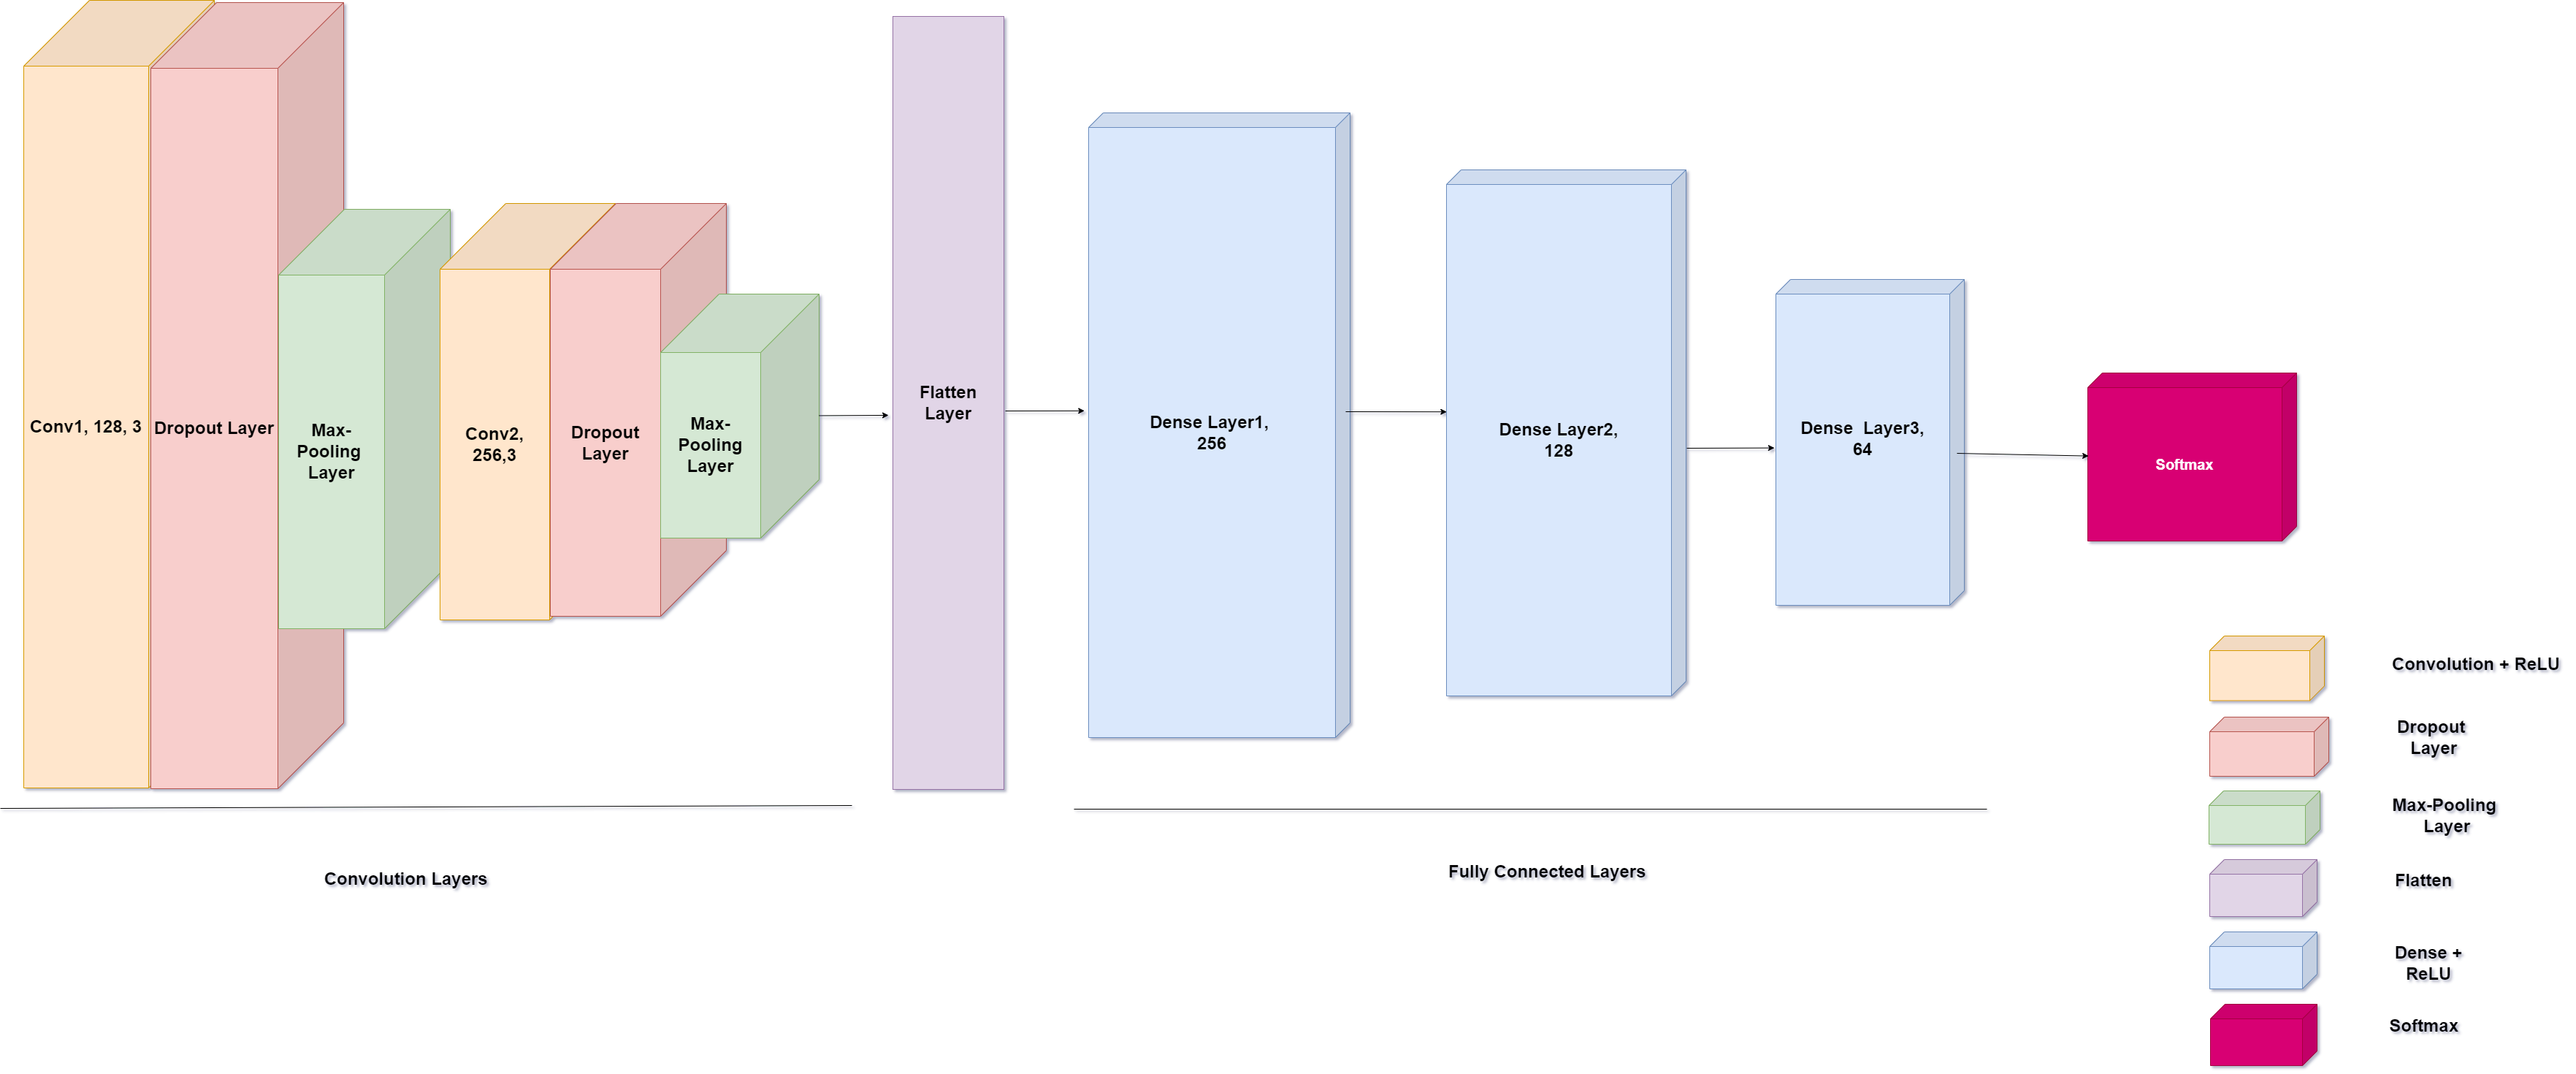 Conv1, 128, 3
Dropout Layer
Max-
Pooling
Layer
Conv2,
256,3
Dropout
Layer
Max-
Pooling
Layer
Flatten
Layer
Dense Layer1,
256
Dense Layer2,
128
Dense  Layer3,
64
Softmax
Convolution Layers
Fully Connected Layers
Convolution + ReLU
Dropout
Layer
Max-Pooling
Layer
Flatten
Dense +
ReLU
Softmax